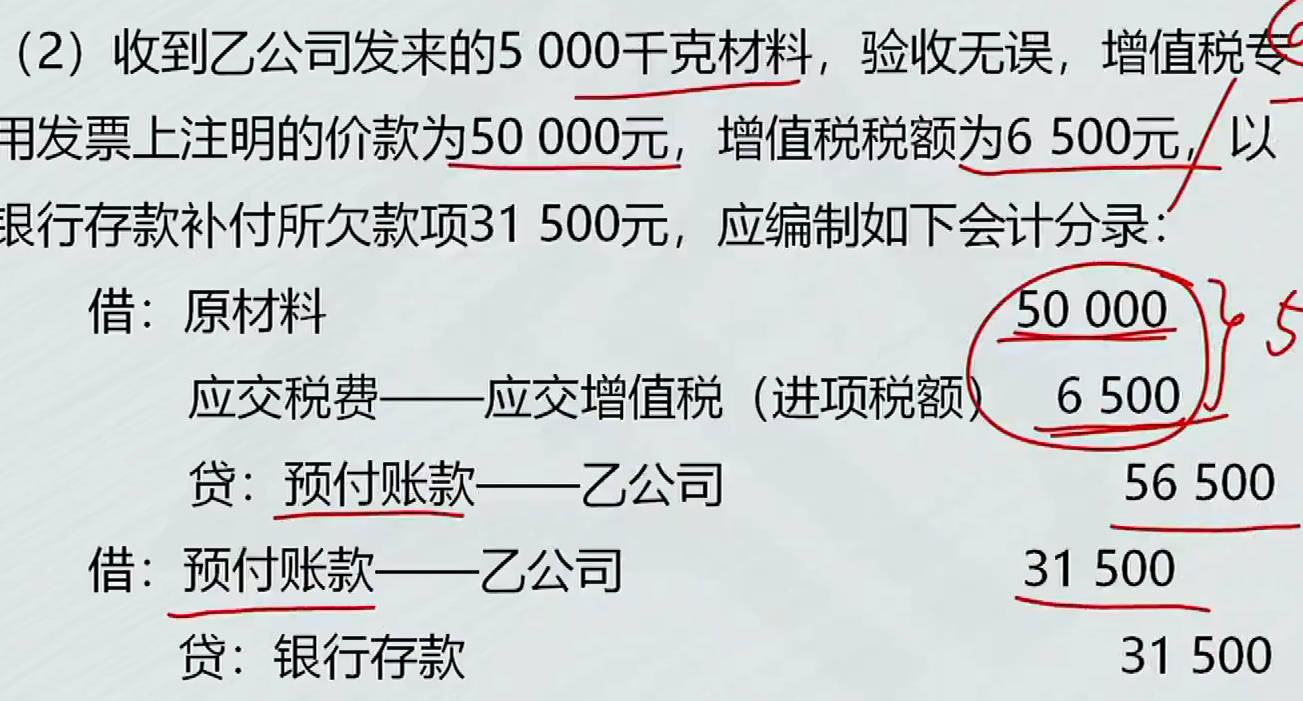 （2）收到乙公司发来的5 000千克材料，验收无误，增值税专
用发票上注明的价款为50 000元，增值税税额为6 500元，以
银行存款补付所欠款项31 500元，应编制如下会计分录：
借：原材料 50 000
应交税费——应交增值税（进项税额） 6 500
贷：预付账款——乙公司 56 500
借：预付账款——乙公司 31 500
贷：银行存款 31 500